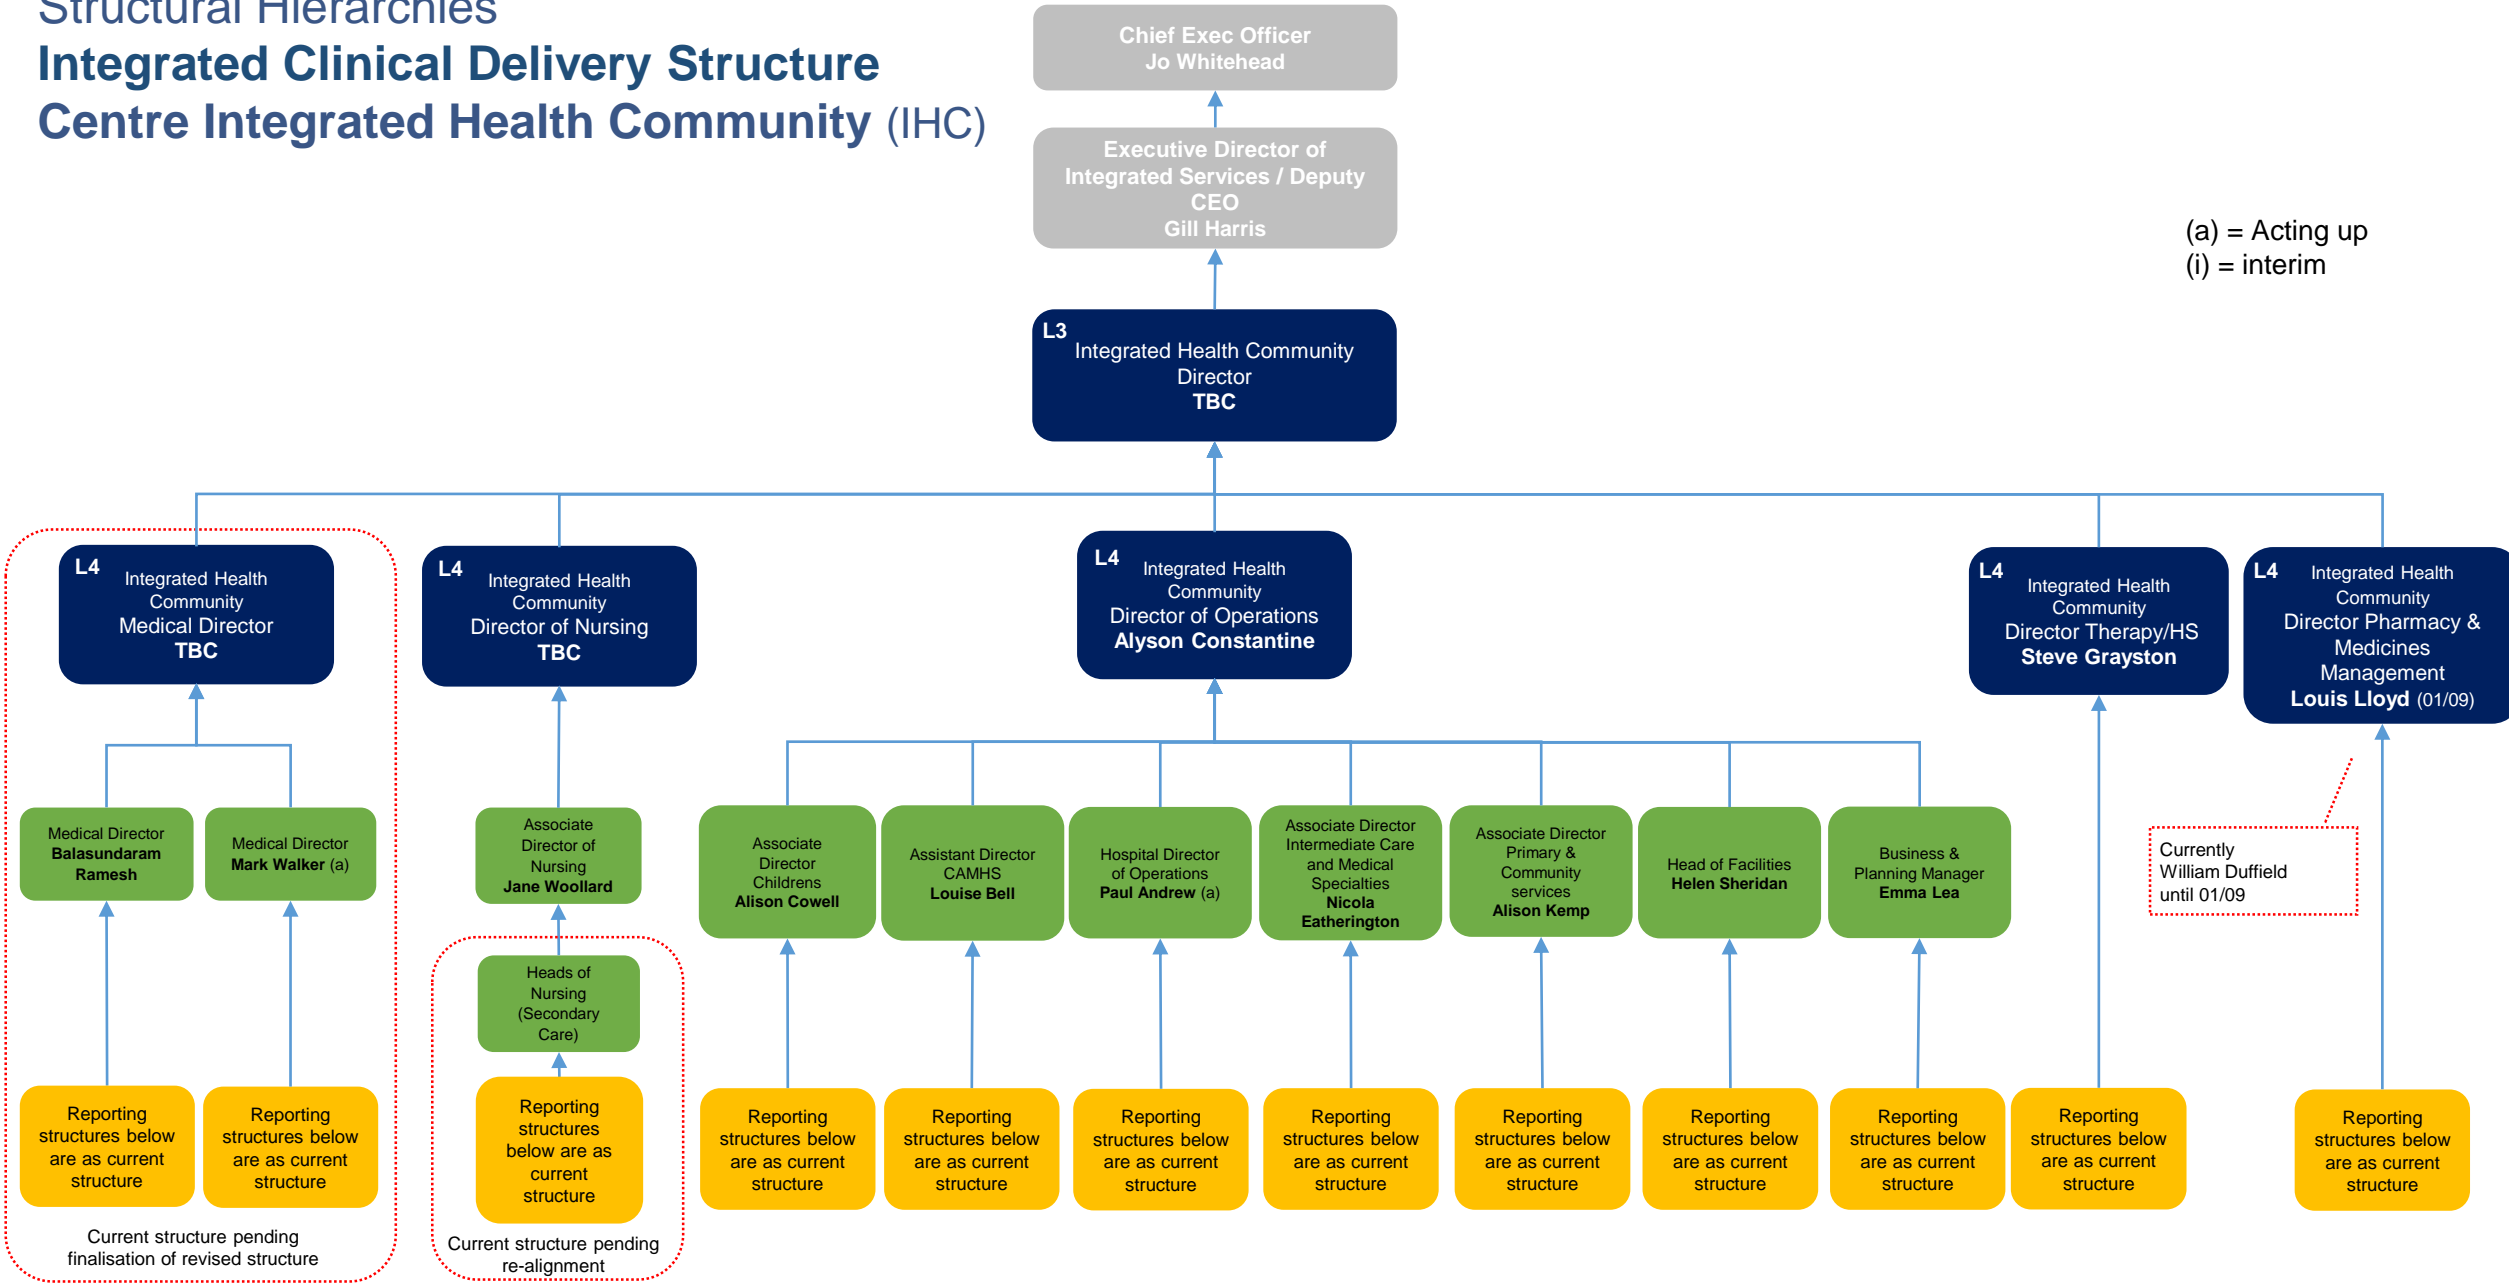 Structural Hierarchies
Integrated Clinical Delivery Structure
Centre Integrated Health Community (IHC)
Chief Exec Officer
Jo Whitehead
Executive Director of
Integrated Services / Deputy
CEO
Gill Harris
(a) = Acting up
(i) = interim
L3
Integrated Health Community
Director
TBC
L4
Integrated Health
Community
Medical Director
TBC
L4
Integrated Health
Community
Director of Nursing
TBC
L4
Integrated Health
Community
Director of Operations
Alyson Constantine
L4
Integrated Health
Community
Director Therapy/HS
Steve Grayston
L4
Integrated Health
Community
Director Pharmacy &
Medicines
Management
Louis Lloyd (01/09)
Medical Director
Balasundaram
Ramesh
Medical Director
Mark Walker (a)
Associate
Director of
Nursing
Jane Woollard
Associate
Director
Childrens
Alison Cowell
Assistant Director
CAMHS
Louise Bell
Hospital Director
of Operations
Paul Andrew (a)
Associate Director
Intermediate Care
and Medical
Specialties
Nicola
Eatherington
Associate Director
Primary &
Community
services
Alison Kemp
Head of Facilities
Helen Sheridan
Business &
Planning Manager
Emma Lea
Currently
William Duffield
until 01/09
Heads of
Nursing
(Secondary
Care)
Reporting
structures below
are as current
structure
Reporting
structures below
are as current
structure
Reporting
structures
below are as
current
structure
Reporting
structures below
are as current
structure
Reporting
structures below
are as current
structure
Reporting
structures below
are as current
structure
Reporting
structures below
are as current
structure
Reporting
structures below
are as current
structure
Reporting
structures below
are as current
structure
Reporting
structures below
are as current
structure
Reporting
structures below
are as current
structure
Reporting
structures below
are as current
structure
Current structure pending
finalisation of revised structure
Current structure pending
re-alignment